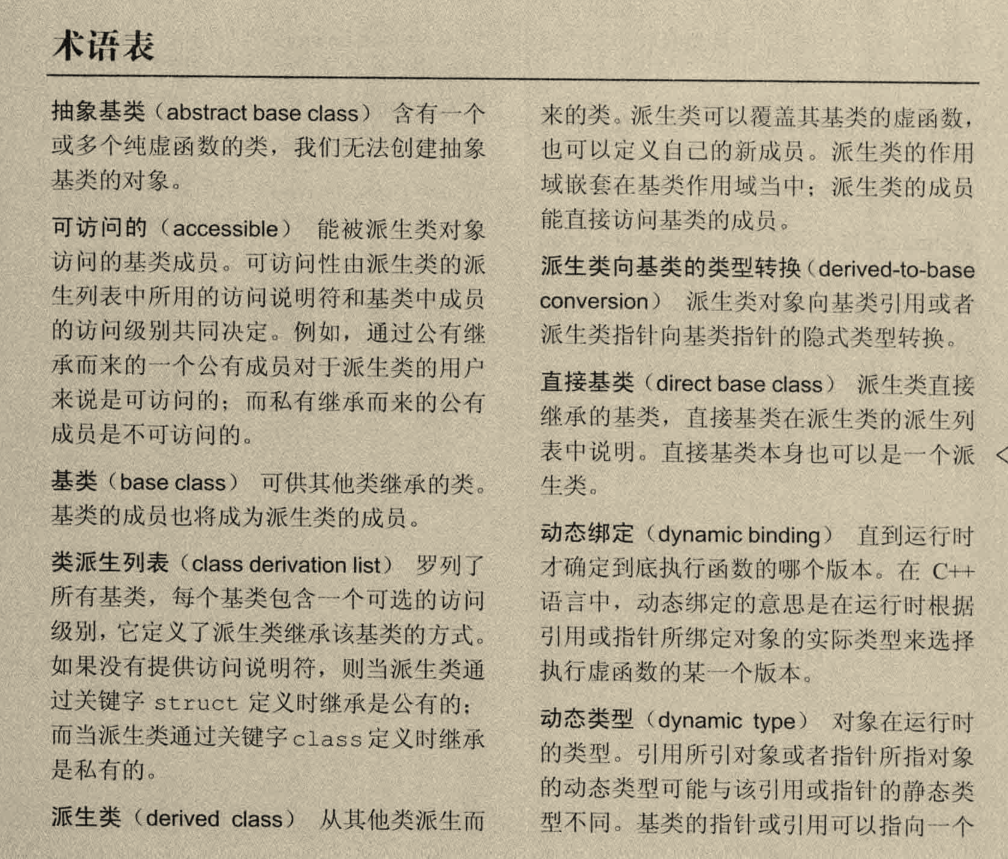 术语表
抽象基类（abstract base class） 含有一个
或多个纯虚函数的类，我们无法创建抽象
基类的对象。
可访问的（accessible） 能被派生类对象
访问的基类成员。可访问性由派生类的派
生列表中所用的访问说明符和基类中成员
的访问级别共同决定。例如，通过公有继
承而来的一个公有成员对于派生类的用户
来说是可访问的；而私有继承而来的公有
成员是不可访问的。
基类（base class） 可供其他类继承的类。
基类的成员也将成为派生类的成员。
类派生列表（class derivation list） 罗列了
所有基类，每个基类包含一个可选的访问
级别，它定义了派生类继承该基类的方式。
如果没有提供访问说明符，则当派生类通
过关键字 struct 定义时继承是公有的；
而当派生类通过关键字 class 定义时继承
是私有的。
派生类（derived class） 从其他类派生而
来的类。派生类可以覆盖其基类的虚函数，
也可以定义自己的新成员。派生类的作用
域嵌套在基类作用域当中；派生类的成员
能直接访问基类的成员。
派生类向基类的类型转换（derived-to-base
conversion） 派生类对象向基类引用或者
派生类指针向基类指针的隐式类型转换。
直接基类（direct base class） 派生类直接
继承的基类，直接基类在派生类的派生列
表中说明。直接基类本身也可以是一个派
生类。
动态绑定（dynamic binding） 直到运行时
才确定到底执行函数的哪个版本。在 C++
语言中，动态绑定的意思是在运行时根据
引用或指针所绑定对象的实际类型来选择
执行虚函数的某一个版本。
动态类型（dynamic type） 对象在运行时
的类型。引用所引对象或者指针所指对象
的动态类型可能与该引用或指针的静态类
型不同。基类的指针或引用可以指向一个